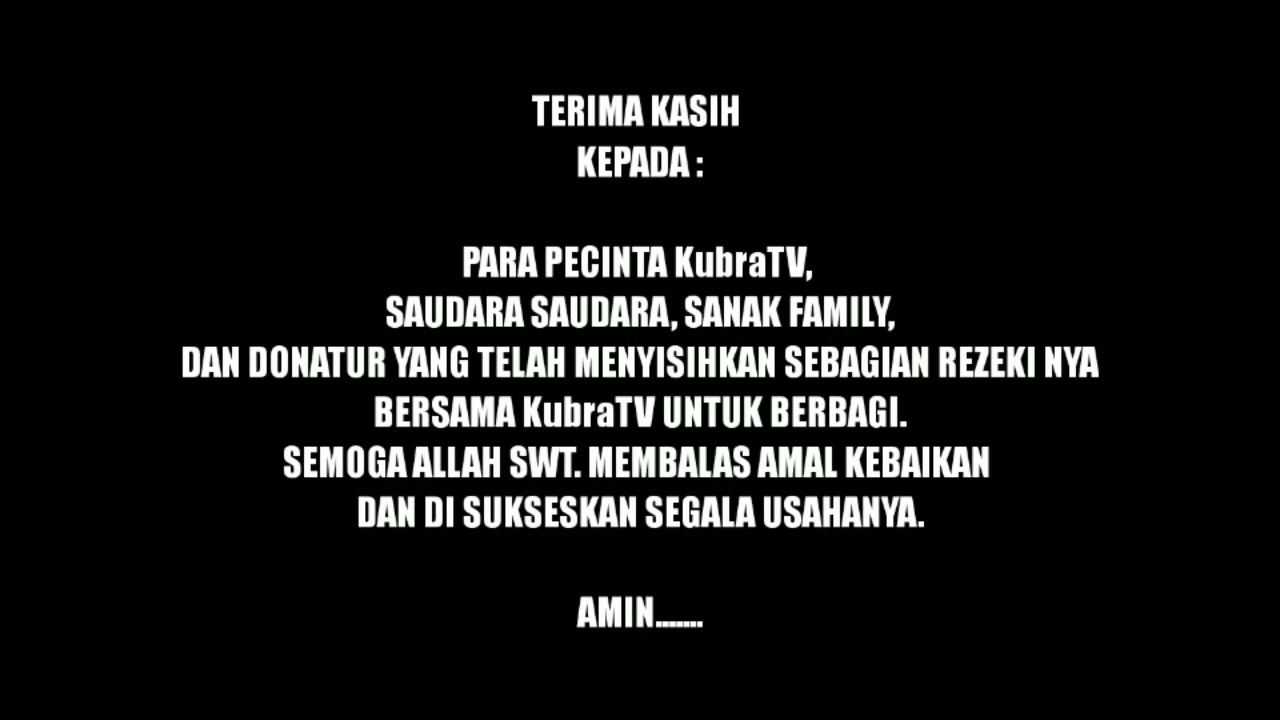 TERIMA KASIH
KEPADA :
PARA PECINTA KubraTV,
SAUDARA SAUDARA, SANAK FAMILY,
DAN DONATUR YANG TELAH MENYISIHKAN SEBAGIAN REZEKI NYA
BERSAMA KubraTV UNTUK BERBAGI.
SEMOGA ALLAH SWT. MEMBALAS AMAL KEBAIKAN
DAN DI SUKSESKAN SEGALA USAHANYA.
AMIN.......